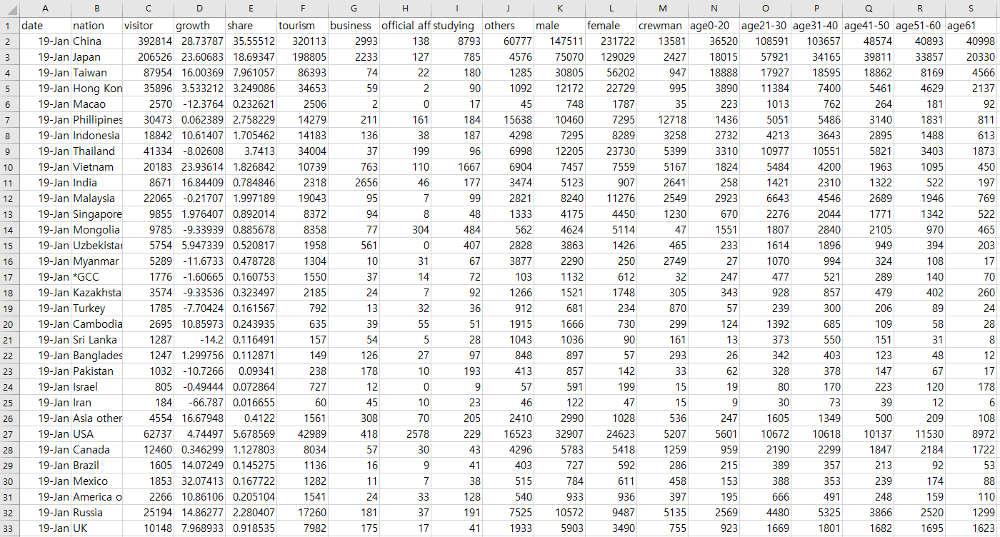 A B C D E F G H I J K L M N O P Q R S
1 date nation visitor growth share tourism business official aff studying others male female crewman age0-20 age21-30 age31-40 age41-50 age51-60 age61
2 19-Jan China 392814 28.73787 35.55512 320113 2993 138 8793 60777 147511 231722 13581 36520 108591 103657 48574 40893 40998
3 19-Jan Japan 206526 23.60683 18.69347 198805 2233 127 785 4576 75070 129029 2427 18015 57921 34165 39811 33857 20330
4 19-Jan Taiwan 87954 16.00369 7.961057 86393 74 22 180 1285 30805 56202 947 18888 17927 18595 18862 8169 4566
5 19-Jan Hong Kon 35896 3.533212 3.249086 34653 59 2 90 1092 12172 22729 995 3890 11384 7400 5461 4629 2137
6 19-Jan Macao 2570 -12.3764 0.232621 2506 2 0 17 45 748 1787 35 223 1013 762 264 181 92
7 19-Jan Phillipines 30473 0.062389 2.758229 14279 211 161 184 15638 10460 7295 12718 1436 5051 5486 3140 1831 811
8 19-Jan Indonesia 18842 10.61407 1.705462 14183 136 38 187 4298 7295 8289 3258 2732 4213 3643 2895 1488 613
9 19-Jan Thailand 41334 -8.02608 3.7413 34004 37 199 96 6998 12205 23730 5399 3310 10977 10551 5821 3403 1873
10 19-Jan Vietnam 20183 23.93614 1.826842 10739 763 110 1667 6904 7457 7559 5167 1824 5484 4200 1963 1095 450
11 19-Jan India 8671 16.84409 0.784846 2318 2656 46 177 3474 5123 907 2641 258 1421 2310 1322 522 197
12 19-Jan Malaysia 22065 -0.21707 1.997189 19043 95 7 99 2821 8240 11276 2549 2923 6643 4546 2689 1946 769
13 19-Jan Singapore 9855 1.976407 0.892014 8372 94 8 48 1333 4175 4450 1230 670 2276 2044 1771 1342 522
14 19-Jan Mongolia 9785 -9.33939 0.885678 8358 77 304 484 562 4624 5114 47 1551 1807 2840 2105 970 465
15 19-Jan Uzbekistar 5754 5.947339 0.520817 1958 561 0 407 2828 3863 1426 465 233 1614 1896 949 394 203
16 19-Jan Myanmar 5289 -11.6733 0.478728 1304 10 31 67 3877 2290 250 2749 27 1070 994 324 108 17
17 19-Jan *GCC 1776 -1.60665 0.160753 1550 37 14 72 103 1132 612 32 247 477 521 289 140 70
18 19-Jan Kazakhsta 3574 -9.33536 0.323497 2185 24 7 92 1266 1521 1748 305 343 928 857 479 402 260
19 19-Jan Turkey 1785 -7.70424 0.161567 792 13 32 36 912 681 234 870 57 239 300 206 89 24
20 19-Jan Cambodia 2695 10.85973 0.243935 635 39 55 51 1915 1666 730 299 124 1392 685 109 58 28
21 19-Jan Sri Lanka 1287 -14.2 0.116491 157 54 5 28 1043 1036 90 161 13 373 550 151 31 8
22 19-Jan Banglades 1247 1.299756 0.112871 149 126 27 97 848 897 57 293 26 342 403 123 48 12
23 19-Jan Pakistan 1032 -10.7266 0.09341 238 178 10 193 413 857 142 33 62 328 378 147 67 17
24 19-Jan Israel 805 -0.49444 0.072864 727 12 0 9 57 591 199 15 19 80 170 223 120 178
25 19-Jan Iran 184 -66.787 0.016655 60 45 10 23 46 122 47 15 9 30 73 39 12 6
26 19-Jan Asia other 4554 16.67948 0.4122 1561 308 70 205 2410 2990 1028 536 247 1605 1349 500 209 108
27 19-Jan USA 62737 4.74497 5.678569 42989 418 2578 229 16523 32907 24623 5207 5601 10672 10618 10137 11530 8972
28 19-Jan Canada 12460 0.346299 1.127803 8034 57 30 43 4296 5783 5418 1259 959 2190 2299 1847 2184 1722
29 19-Jan Brazil 1605 14.07249 0.145275 1136 16 9 41 403 727 592 286 215 389 357 213 92 53
30 19-Jan Mexico 1853 32.07413 0.167722 1282 11 7 38 515 784 611 458 153 388 353 239 174 88
31 19-Jan America o 2266 10.86106 0.205104 1541 24 33 128 540 933 936 397 195 666 491 248 159 110
32 19-Jan Russia 25194 14.86277 2.280407 17260 181 37 191 7525 10572 9487 5135 2569 4480 5325 3866 2520 1299
33 19-Jan UK 10148 7.968933 0.918535 7982 175 17 41 1933 5903 3490 755 923 1669 1801 1682 1695 1623